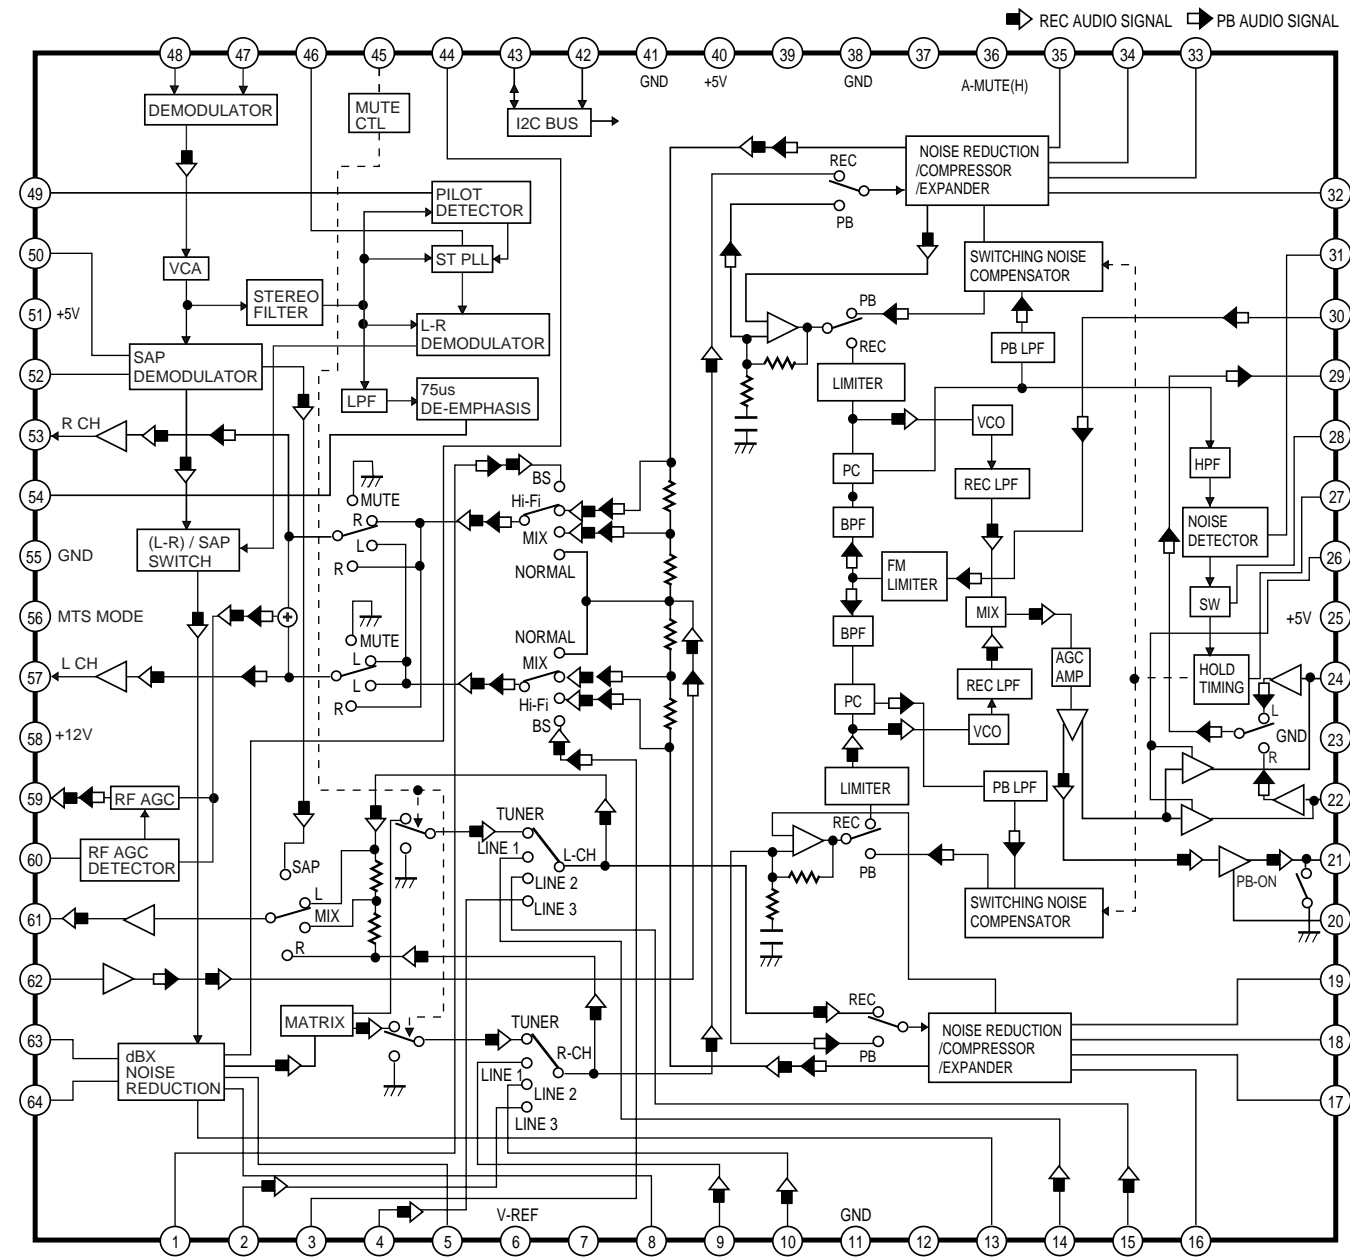 REC AUDIO SIGNAL PB AUDIO SIGNAL
48 47 46 45 44 43 42 41 40 39 38 37 36 35 34 33
GND +5V GND A-MUTE(H)
DEMODULATOR
MUTE
CTL
I2C BUS
NOISE REDUCTION
/COMPRESSOR
/EXPANDER
REC
PB
49
PILOT
DETECTOR
32
50
VCA
ST PLL
SWITCHING NOISE
COMPENSATOR
31
51 +5V
STEREO
FILTER
L-R
DEMODULATOR
PB
REC
PB LPF
30
52
SAP
DEMODULATOR
LPF
75us
DE-EMPHASIS
LIMITER
29
53
R CH
VCO
28
PC
HPF
BS
REC LPF
54
MUTE
Hi-Fi
27
R
MIX
BPF
NOISE
DETECTOR
55 GND
(L-R) / SAP
SWITCH
L
R
NORMAL
FM
LIMITER
26
56 MTS MODE
+
SW
MIX
+5V 25
MUTE
NORMAL
BPF
57
L CH
L
MIX
AGC
AMP
HOLD
TIMING
24
L
R
Hi-Fi
BS
PC
REC LPF
L
GND
R
58 +12V
VCO
23
59
RF AGC
LIMITER
PB LPF
22
60
RF AGC
DETECTOR
TUNER
LINE 1
L-CH
LINE 2
LINE 3
REC
PB
21
PB-ON
SAP
61
L
MIX
R
SWITCHING NOISE
COMPENSATOR
20
62
19
MATRIX
TUNER
R-CH
LINE 1
LINE 2
LINE 3
REC
PB
NOISE REDUCTION
/COMPRESSOR
/EXPANDER
63
18
dBX
NOISE
REDUCTION
64
17
V-REF GND
1 2 3 4 5 6 7 8 9 10 11 12 13 14 15 16